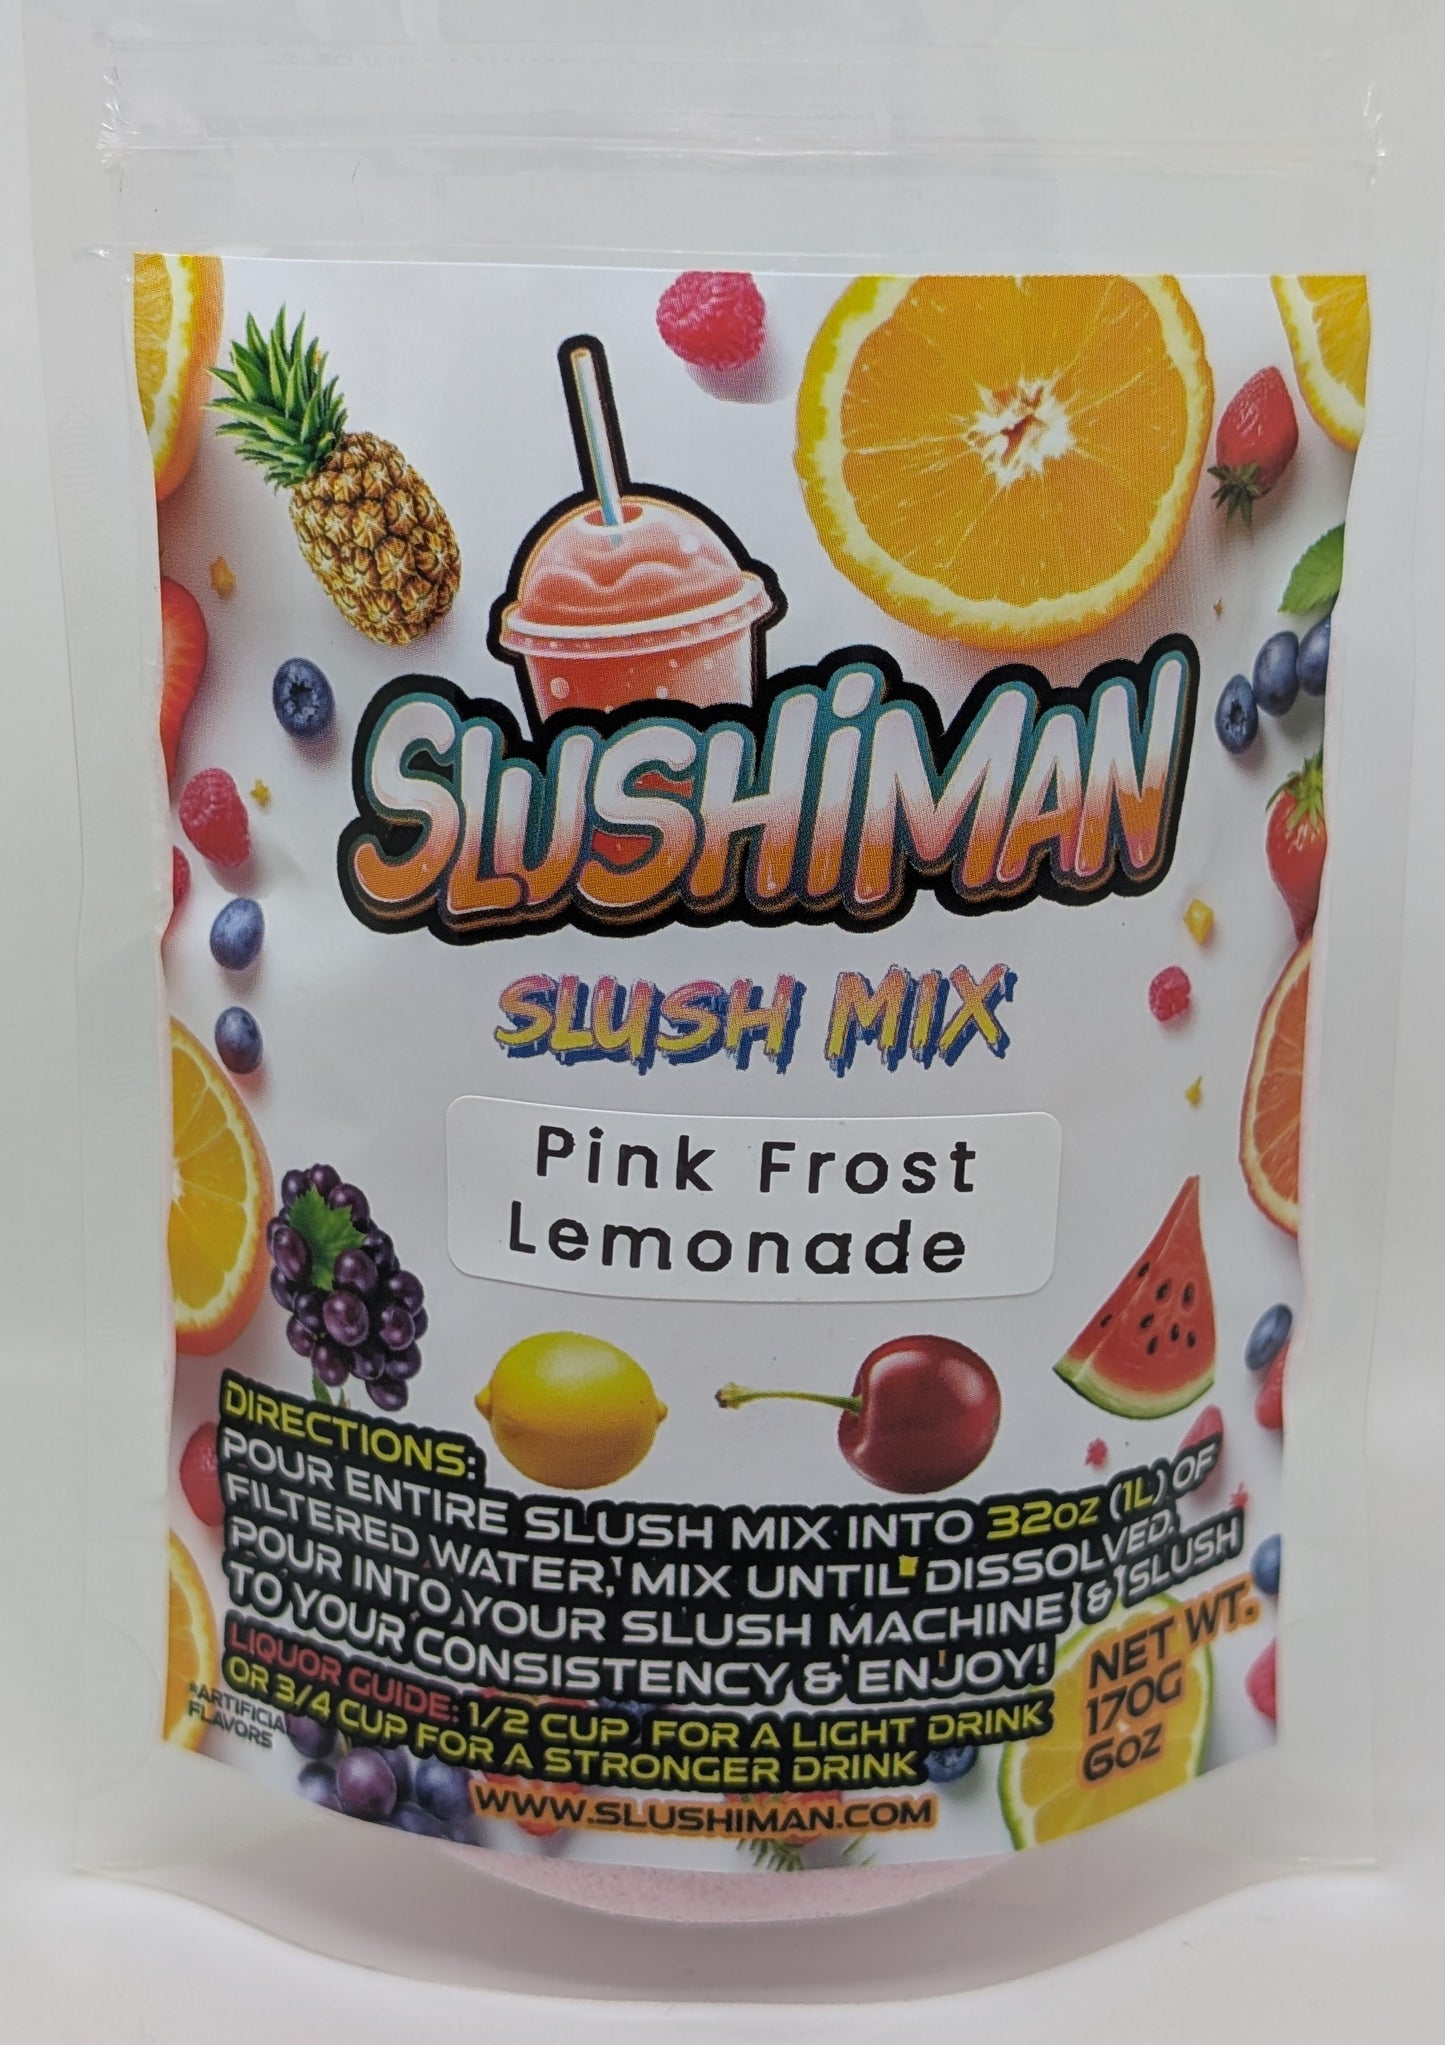 SLUSHiMAN
SLUSH MIX
Pink Frost
Lemonade
DIRECTIONS:
POUR ENTIRE SLUSH MIX INTO 32oz (1L) OF
FILTERED WATER, MIX UNTIL DISSOLVED.
POUR INTO YOUR SLUSH MACHINE & SLUSH
TO YOUR CONSISTENCY & ENJOY!
LIQUOR GUIDE: 1/2 CUP FOR A LIGHT DRINK
OR 3/4 CUP FOR A STRONGER DRINK
*ARTIFICIAL
FLAVORS
NET WT.
170G
6oz
WWW.SLUSHIMAN.COM